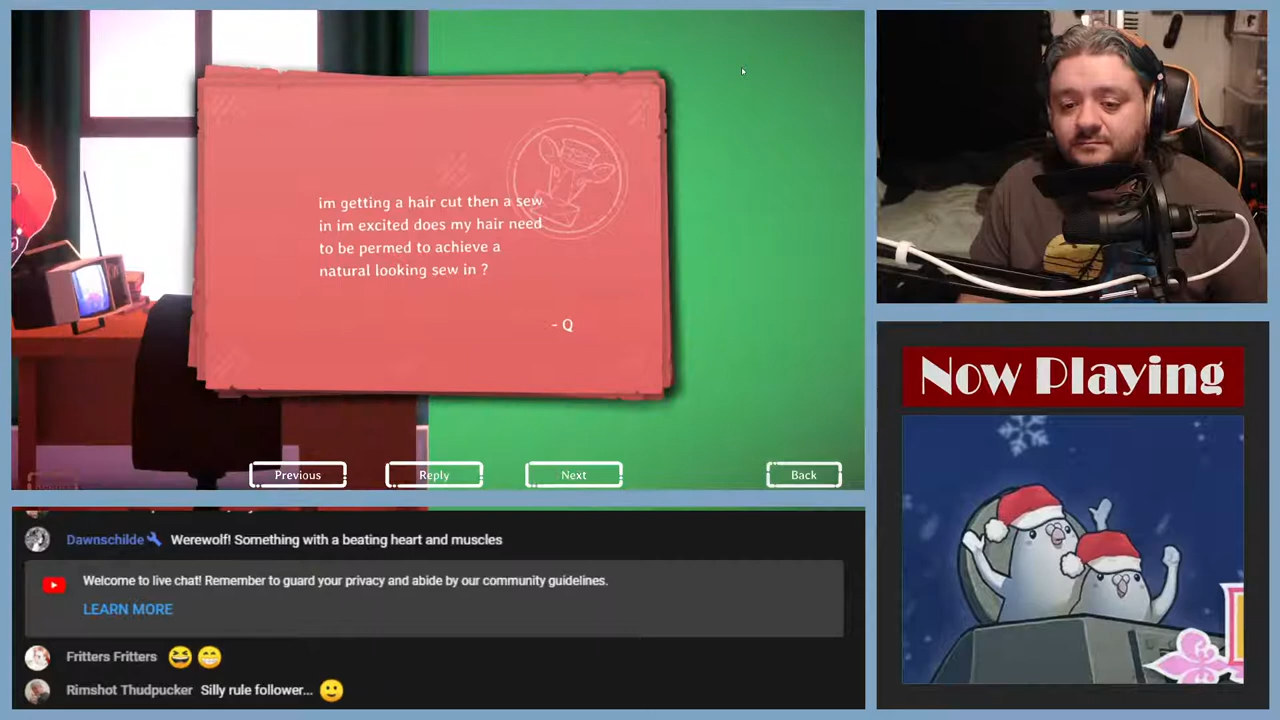 im getting a hair cut then a sew
in im excited does my hair need
to be permed to achieve a
natural looking sew in ?
- Q
Previous
Reply
Next
Back
Now Playing
Dawnschilde Werewolf! Something with a beating heart and muscles
Welcome to live chat! Remember to guard your privacy and abide by our community guidelines.
LEARN MORE
Fritters Fritters 😆 😁
Rimshot Thudpucker Silly rule follower... 🙂